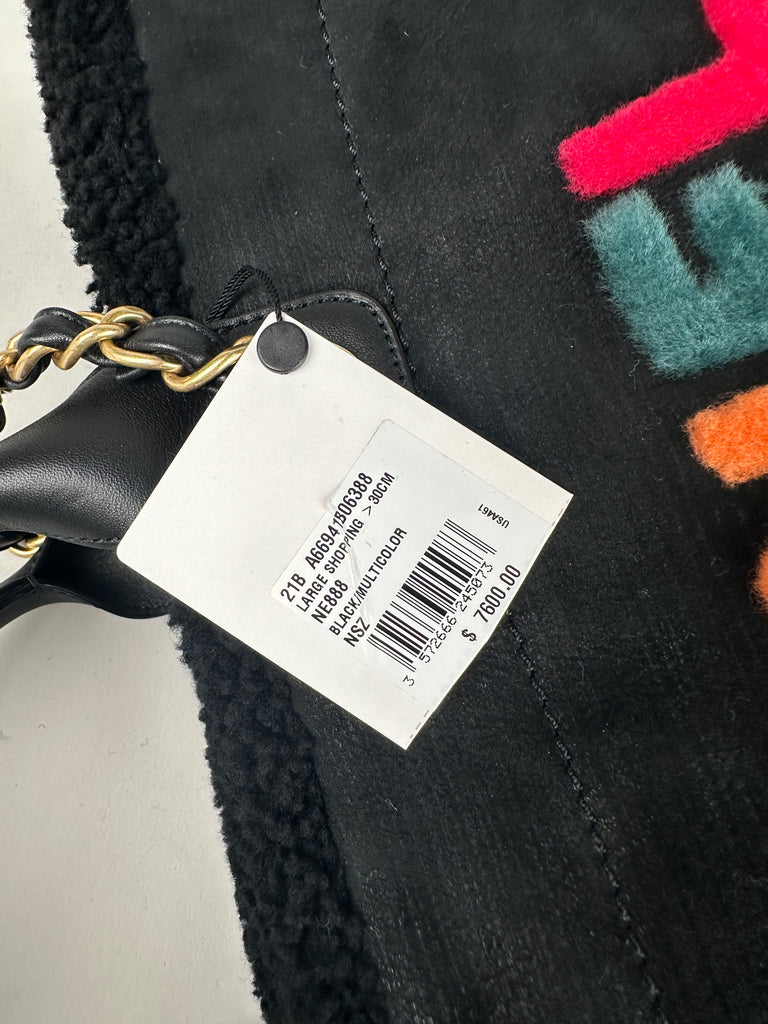 21B A66941B06388
LARGE SHOPPING > 30CM
NE888
BLACK/MULTICOLOR
NSZ
USA461
3 572666 245073
$ 7600.00